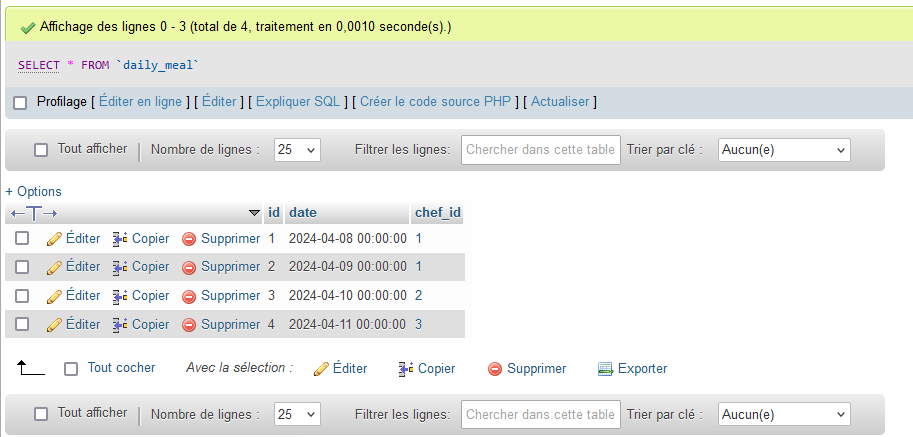 Affichage des lignes 0 - 3 (total de 4, traitement en 0,0010 seconde(s).)
SELECT * FROM `daily_meal`
Profilage [ Éditer en ligne ] [ Éditer ] [ Expliquer SQL ] [ Créer le code source PHP ] [ Actualiser ]
Tout afficher Nombre de lignes : 25 Filtrer les lignes: Chercher dans cette table Trier par clé : Aucun(e)
+ Options
id date chef_id
Éditer Copier Supprimer 1 2024-04-08 00:00:00 1
Éditer Copier Supprimer 2 2024-04-09 00:00:00 1
Éditer Copier Supprimer 3 2024-04-10 00:00:00 2
Éditer Copier Supprimer 4 2024-04-11 00:00:00 3
Tout cocher Avec la sélection : Éditer Copier Supprimer Exporter
Tout afficher Nombre de lignes : 25 Filtrer les lignes: Chercher dans cette table Trier par clé : Aucun(e)